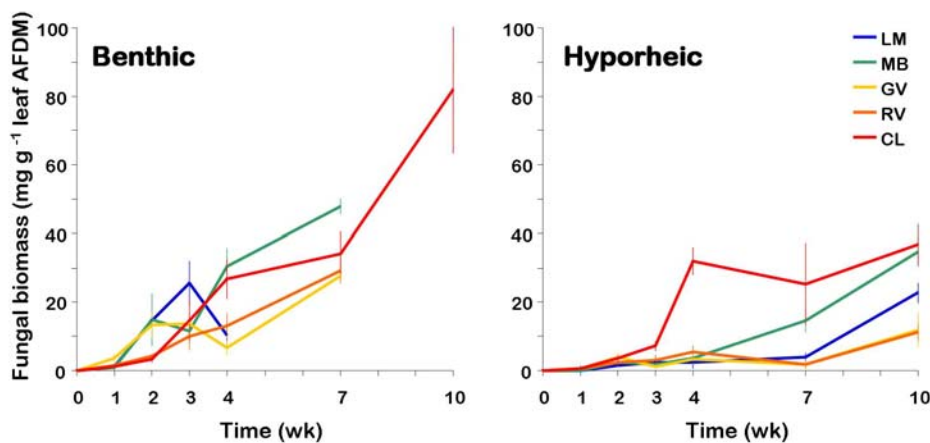 Fungal biomass (mg g -1 leaf AFDM)
100
80
60
40
20
0
Benthic
0 1 2 3 4 7 10
Time (wk)
100
80
60
40
20
0
Hyporheic
LM
MB
GV
RV
CL
0 1 2 3 4 7 10
Time (wk)